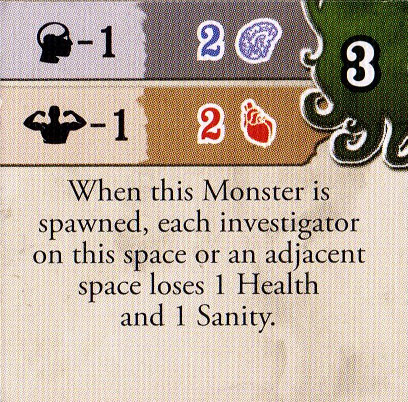 -1 2 3
-1 2
When this Monster is
spawned, each investigator
on this space or an adjacent
space loses 1 Health
and 1 Sanity.